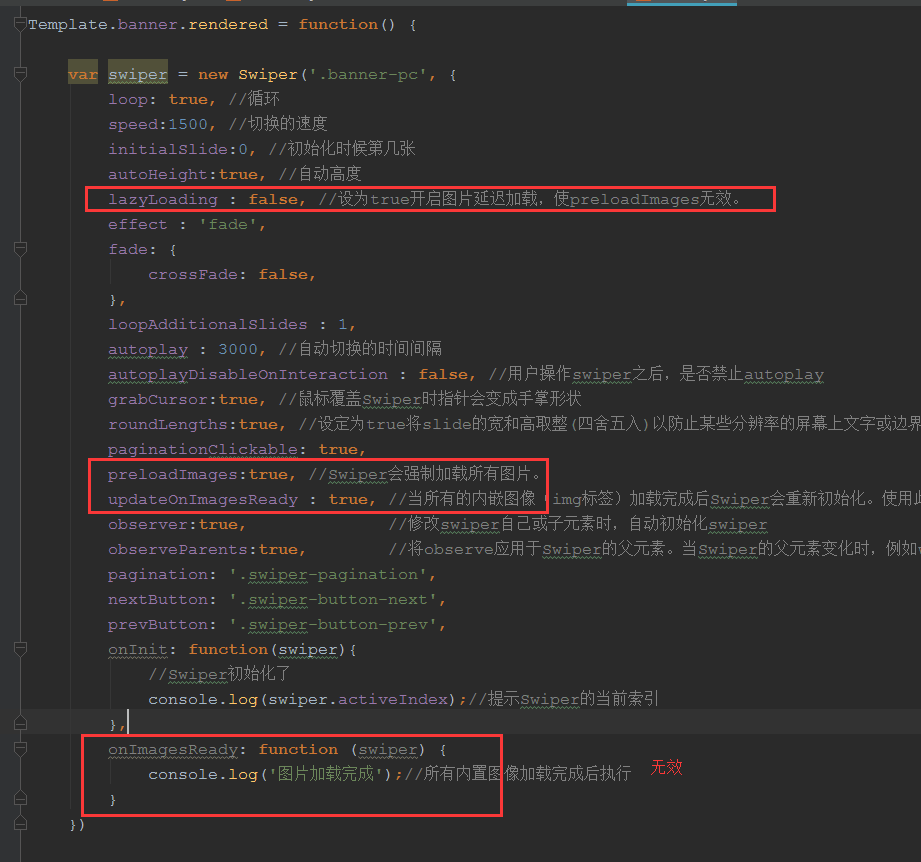 Template.banner.rendered = function() {
var swiper = new Swiper('.banner-pc', {
loop: true, //循环
speed:1500, //切换的速度
initialSlide:0, //初始化时候第几张
autoHeight:true, //自动高度
lazyLoading : false, //设为true开启图片延迟加载，使preloadImages无效。
effect : 'fade',
fade: {
crossFade: false,
},
loopAdditionalSlides : 1,
autoplay : 3000, //自动切换的时间间隔
autoplayDisableOnInteraction : false, //用户操作swiper之后，是否禁止autoplay
grabCursor:true, //鼠标覆盖Swiper时指针会变成手掌形状
roundLengths:true, //设定为true将slide的宽和高取整(四舍五入)以防止某些分辨率的屏幕上文字或边界
paginationClickable: true,
preloadImages:true, //Swiper会强制加载所有图片。
updateOnImagesReady : true, //当所有的内嵌图像（img标签）加载完成后Swiper会重新初始化。使用此
observer:true, //修改swiper自己或子元素时，自动初始化swiper
observeParents:true, //将observe应用于Swiper的父元素。当Swiper的父元素变化时，例如
pagination: '.swiper-pagination',
nextButton: '.swiper-button-next',
prevButton: '.swiper-button-prev',
onInit: function(swiper){
//Swiper初始化了
console.log(swiper.activeIndex);//提示Swiper的当前索引
},
onImagesReady: function (swiper) {
console.log('图片加载完成');//所有内置图像加载完成后执行 无效
}
})